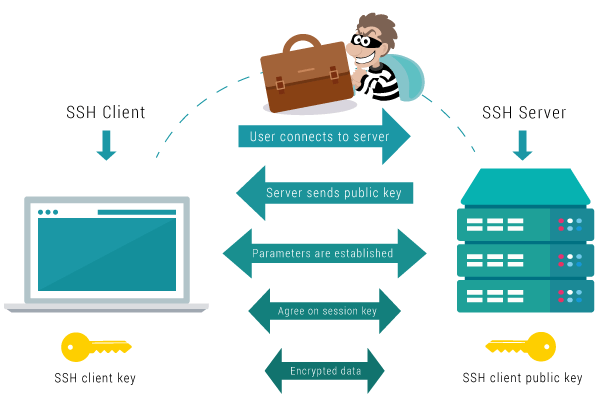 SSH Client
SSH Server
User connects to server
Server sends public key
Parameters are established
Agree on session key
Encrypted data
SSH client key
SSH client public key